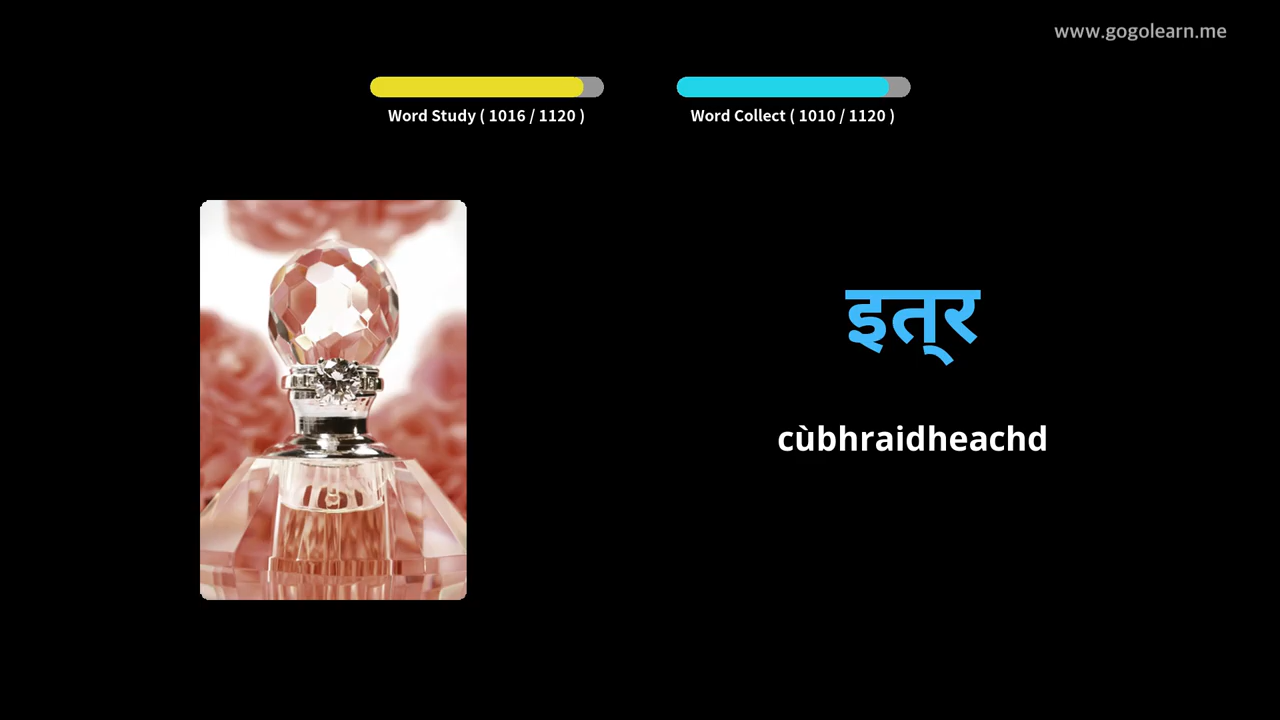 www.gogolearn.me
Word Study ( 1016 / 1120 )
Word Collect ( 1010 / 1120 )
इत्‌र
cùbhraidheachd